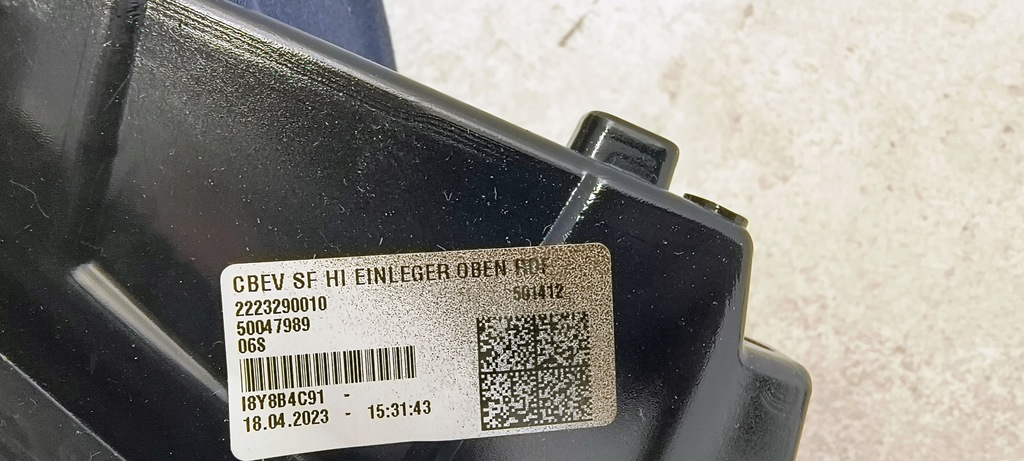 CBEV SF HI EINLEGER OBEN
501412
2223290010
50047989
06S
I8Y8B4C91 -
18.04.2023 - 15:31:43